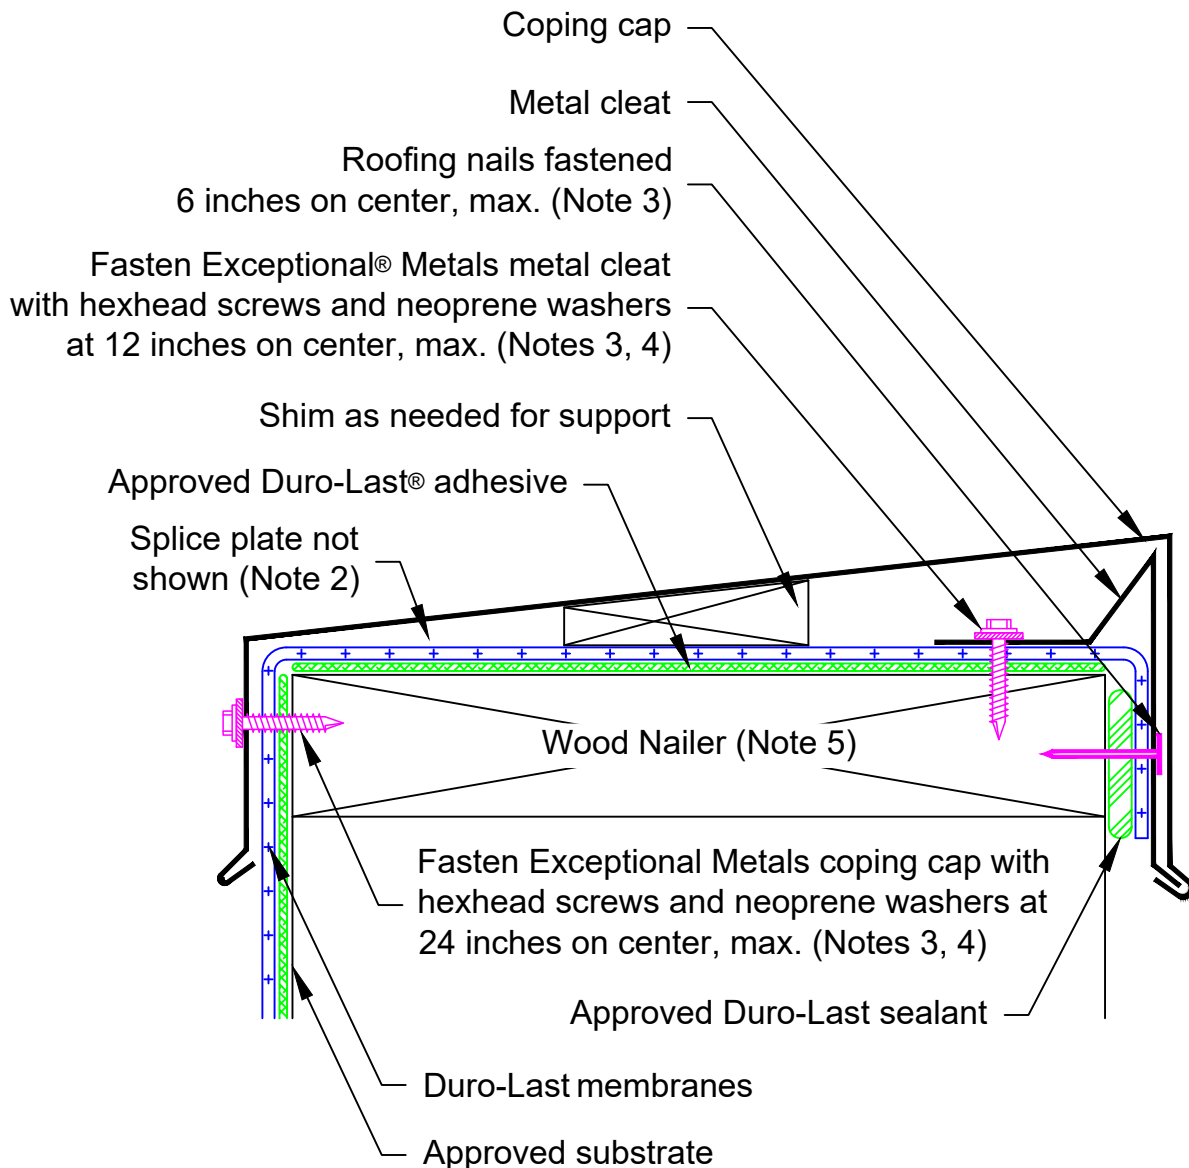 Coping cap
Metal cleat
Roofing nails fastened
6 inches on center, max. (Note 3)
Fasten Exceptional® Metals metal cleat
with hexhead screws and neoprene washers
at 12 inches on center, max. (Notes 3, 4)
Shim as needed for support
Approved Duro-Last® adhesive
Splice plate not
shown (Note 2)
Wood Nailer (Note 5)
Fasten Exceptional Metals coping cap with
hexhead screws and neoprene washers at
24 inches on center, max. (Notes 3, 4)
Approved Duro-Last sealant
Duro-Last membranes
Approved substrate